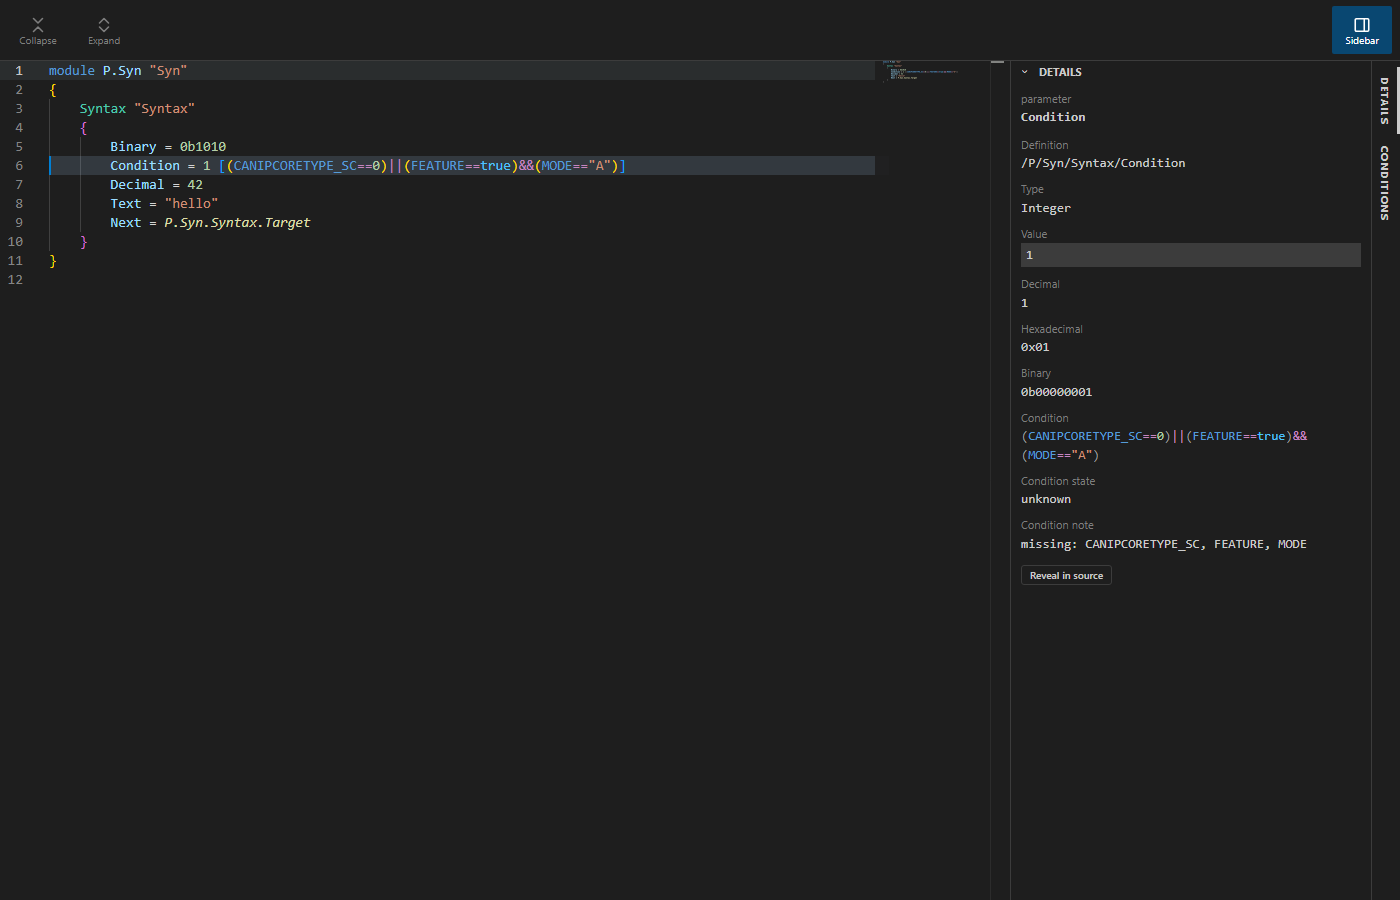 Collapse
Expand
Sidebar
1 module P.Syn "Syn"
2 {
3 Syntax "Syntax"
4 {
5 Binary = 0b1010
6 Condition = 1 [(CANIPCORETYPE_SC==0)||(FEATURE==true)&&(MODE=="A")]
7 Decimal = 42
8 Text = "hello"
9 Next = P.Syn.Syntax.Target
10 }
11 }
12
DETAILS
parameter
Condition
Definition
/P/Syn/Syntax/Condition
Type
Integer
Value
1
Decimal
1
Hexadecimal
0x01
Binary
0b00000001
Condition
(CANIPCORETYPE_SC==0)||(FEATURE==true)&&
(MODE=="A")
Condition state
unknown
Condition note
missing: CANIPCORETYPE_SC, FEATURE, MODE
Reveal in source
DETAILS
CONDITIONS